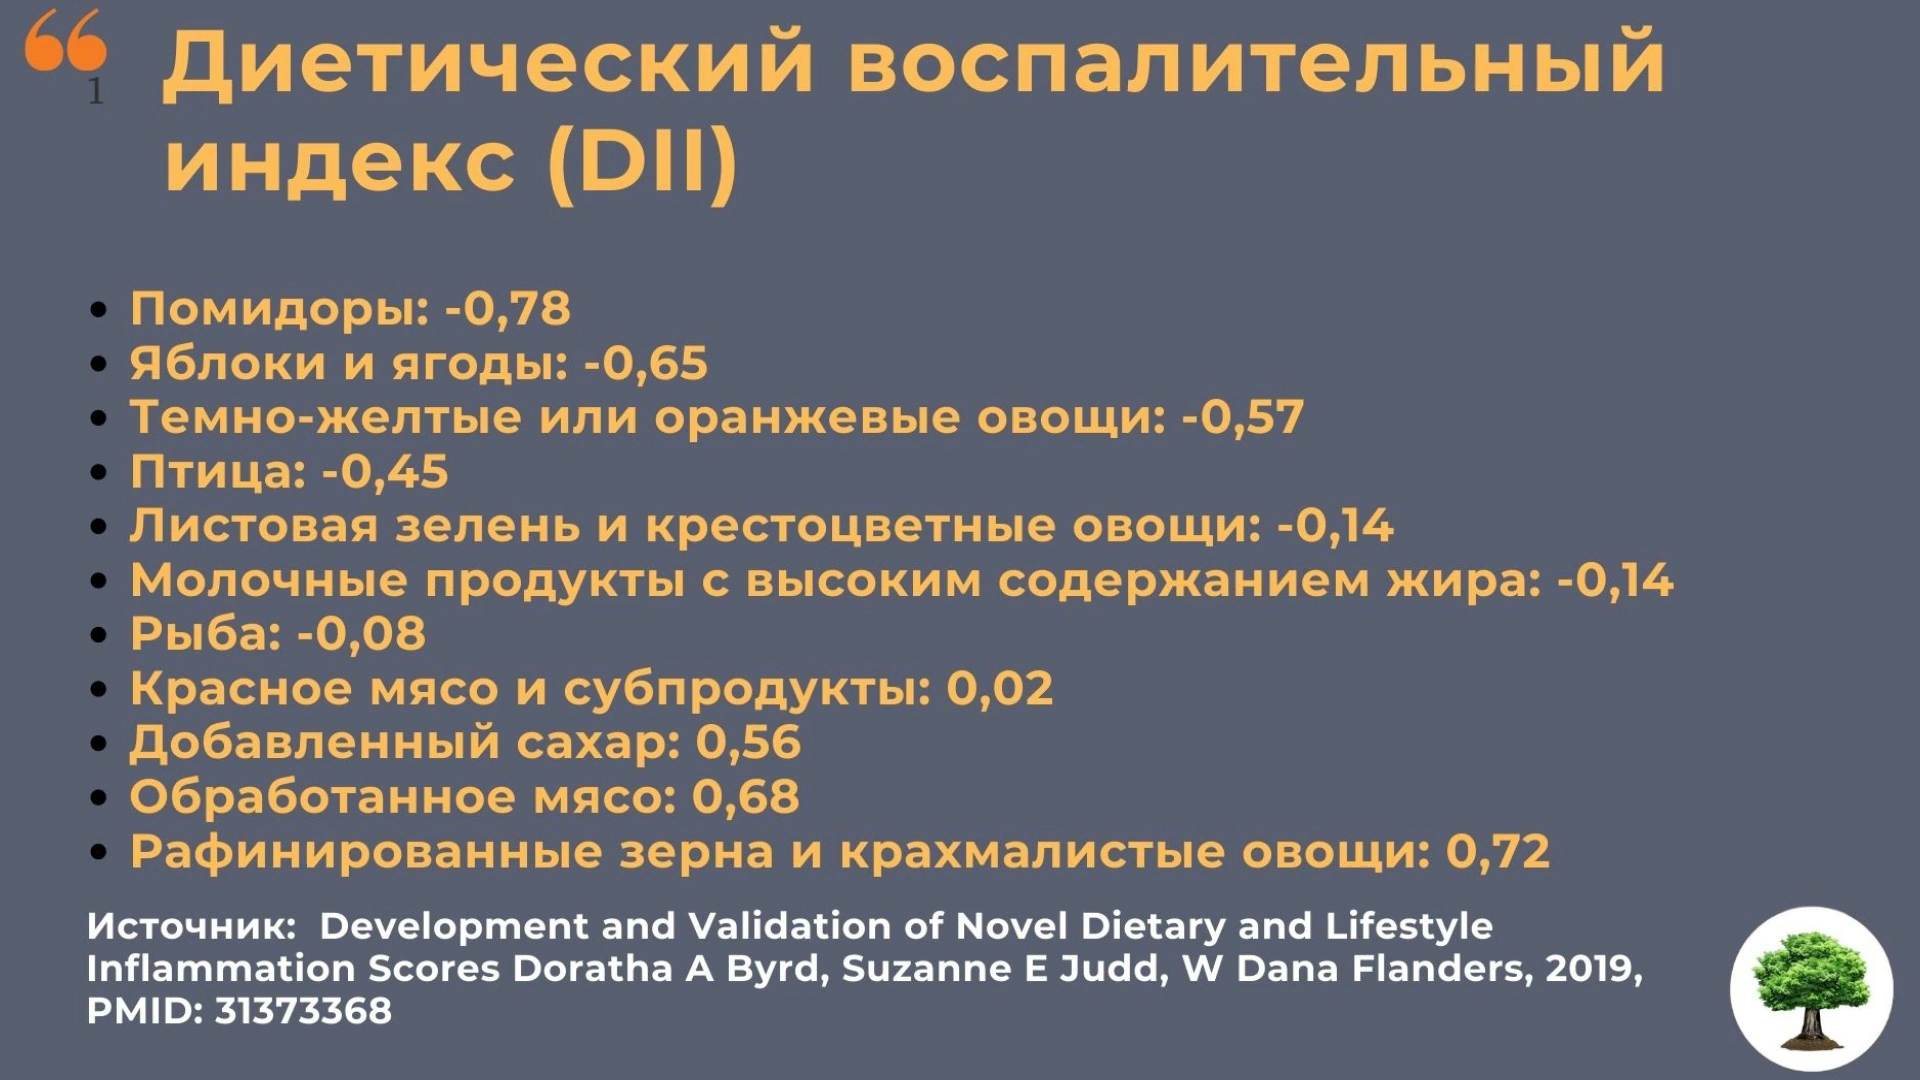 “
1
Диетический воспалительный
индекс (DII)
• Помидоры: -0,78
• Яблоки и ягоды: -0,65
• Темно-желтые или оранжевые овощи: -0,57
• Птица: -0,45
• Листовая зелень и крестоцветные овощи: -0,14
• Молочные продукты с высоким содержанием жира: -0,14
• Рыба: -0,08
• Красное мясо и субпродукты: 0,02
• Добавленный сахар: 0,56
• Обработанное мясо: 0,68
• Рафинированные зерна и крахмалистые овощи: 0,72
Источник: Development and Validation of Novel Dietary and Lifestyle
Inflammation Scores Doratha A Byrd, Suzanne E Judd, W Dana Flanders, 2019,
PMID: 31373368